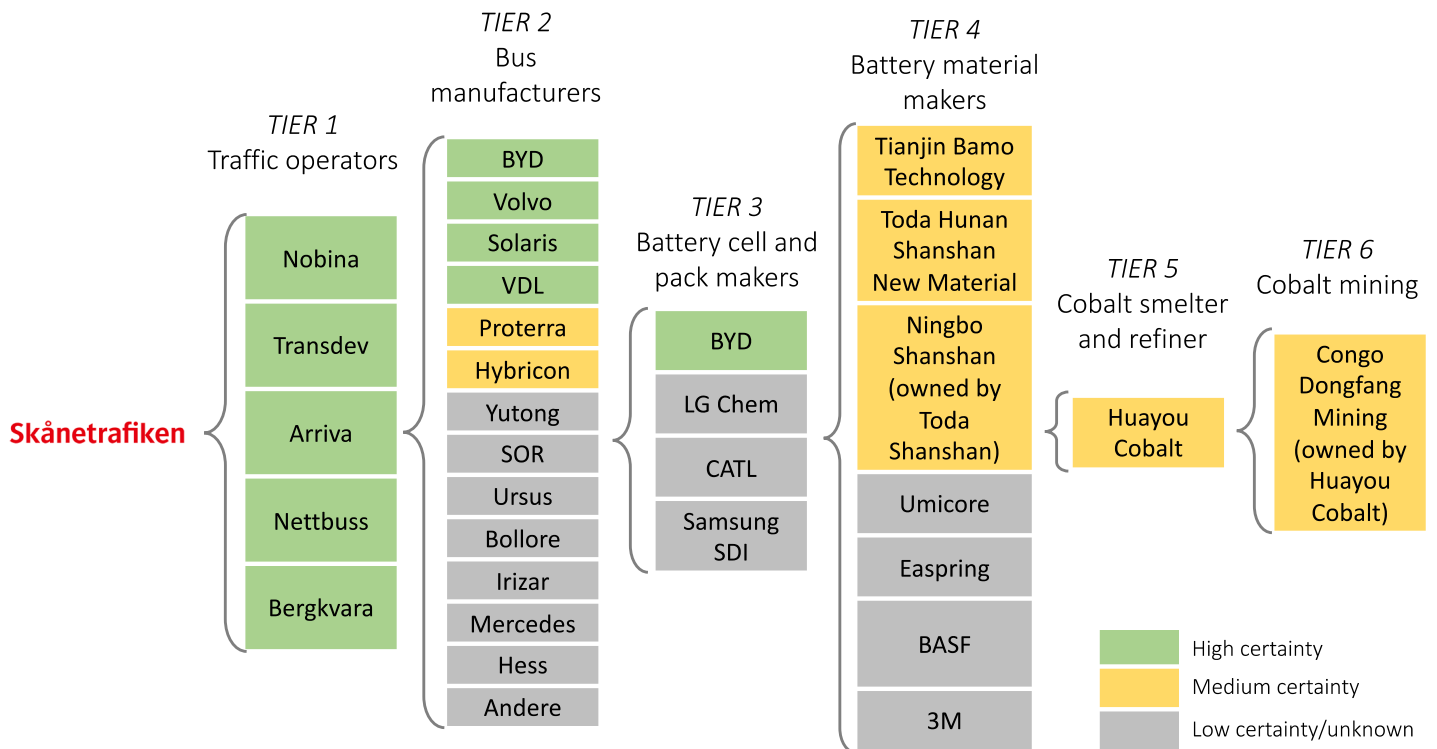 Skånetrafiken
TIER 1
Traffic operators
Nobina
Transdev
Arriva
Nettbuss
Bergkvara
TIER 2
Bus
manufacturers
BYD
Volvo
Solaris
VDL
Proterra
Hybricon
Yutong
SOR
Ursus
Bollore
Irizar
Mercedes
Hess
Andere
TIER 3
Battery cell and
pack makers
BYD
LG Chem
CATL
Samsung
SDI
TIER 4
Battery material
makers
Tianjin Bamo
Technology
Toda Hunan
Shanshan
New Material
Ningbo
Shanshan
(owned by
Toda
Shanshan)
Umicore
Easpring
BASF
3M
TIER 5
Cobalt smelter
and refiner
Huayou
Cobalt
TIER 6
Cobalt mining
Congo
Dongfang
Mining
(owned by
Huayou
Cobalt)
High certainty
Medium certainty
Low certainty/unknown